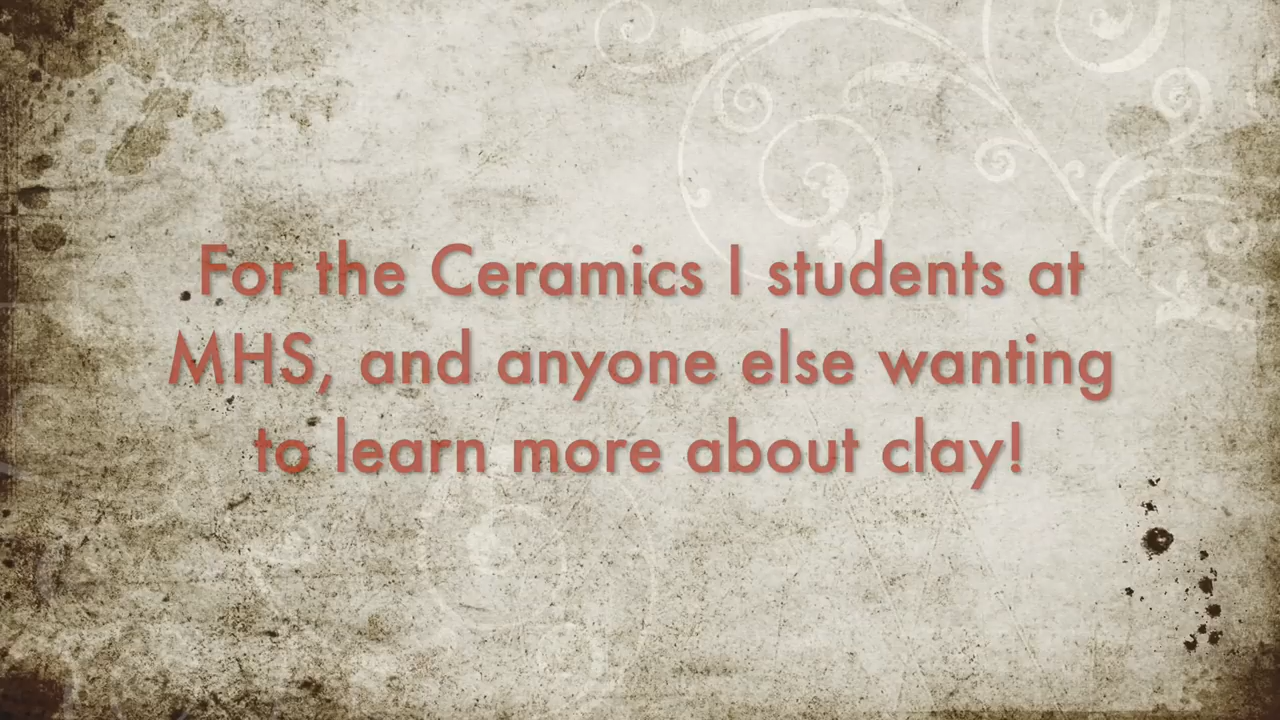 For the Ceramics I students at
MHS, and anyone else wanting
to learn more about clay!